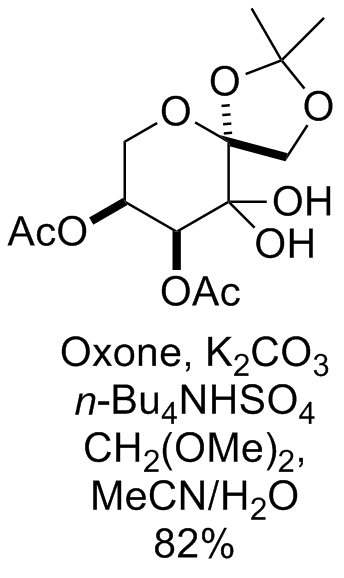 O
O
O
OH
OH
AcO
OAc
Oxone, K₂CO₃
n-Bu₄NHSO₄
CH₂(OMe)₂,
MeCN/H₂O
82%